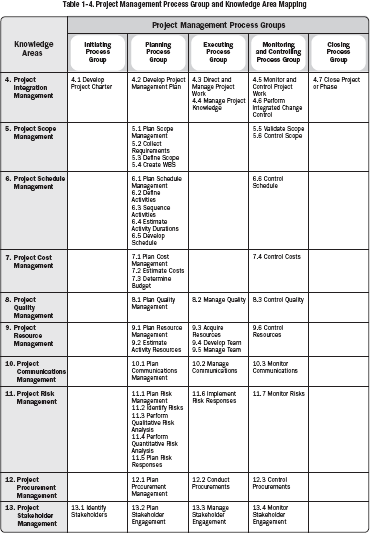 Table 1-4. Project Management Process Group and Knowledge Area Mapping
Project Management Process Groups
Knowledge
Areas
Initiating
Process
Group
Planning
Process
Group
Executing
Process
Group
Monitoring
and Controlling
Process
Group
Closing
Process
Group
4. Project
Integration
Management
4.1 Develop
Project Charter
4.2 Develop Project
Management Plan
4.3 Direct and
Manage Project
Work
4.4 Manage Project
Knowledge
4.5 Monitor and
Control Project
Work
4.6 Perform
Integrated Change
Control
4.7 Close Project
or Phase
5. Project Scope
Management
5.1 Plan Scope
Management
5.2 Collect
Requirements
5.3 Define Scope
5.4 Create WBS
5.5 Validate Scope
5.6 Control Scope
6. Project Schedule
Management
6.1 Plan Schedule
Management
6.2 Define
Activities
6.3 Sequence
Activities
6.4 Estimate
Activity Durations
6.5 Develop
Schedule
6.6 Control
Schedule
7. Project Cost
Management
7.1 Plan Cost
Management
7.2 Estimate Costs
7.3 Determine
Budget
7.4 Control Costs
8. Project
Quality
Management
8.1 Plan Quality
Management
8.2 Manage Quality
8.3 Control Quality
9. Project
Resource
Management
9.1 Plan Resource
Management
9.2 Estimate
Activity Resources
9.3 Acquire
Resources
9.4 Develop Team
9.5 Manage Team
9.6 Control
Resources
10. Project
Communications
Management
10.1 Plan
Communications
Management
10.2 Manage
Communications
10.3 Monitor
Communications
11. Project Risk
Management
11.1 Plan Risk
Management
11.2 Identify Risks
11.3 Perform
Qualitative Risk
Analysis
11.4 Perform
Quantitative Risk
Analysis
11.5 Plan Risk
Responses
11.6 Implement
Risk Responses
11.7 Monitor Risks
12. Project
Procurement
Management
12.1 Plan
Procurement
Management
12.2 Conduct
Procurements
12.3 Control
Procurements
13. Project
Stakeholder
Management
13.1 Identify
Stakeholders
13.2 Plan
Stakeholder
Engagement
13.3 Manage
Stakeholder
Engagement
13.4 Monitor
Stakeholder
Engagement